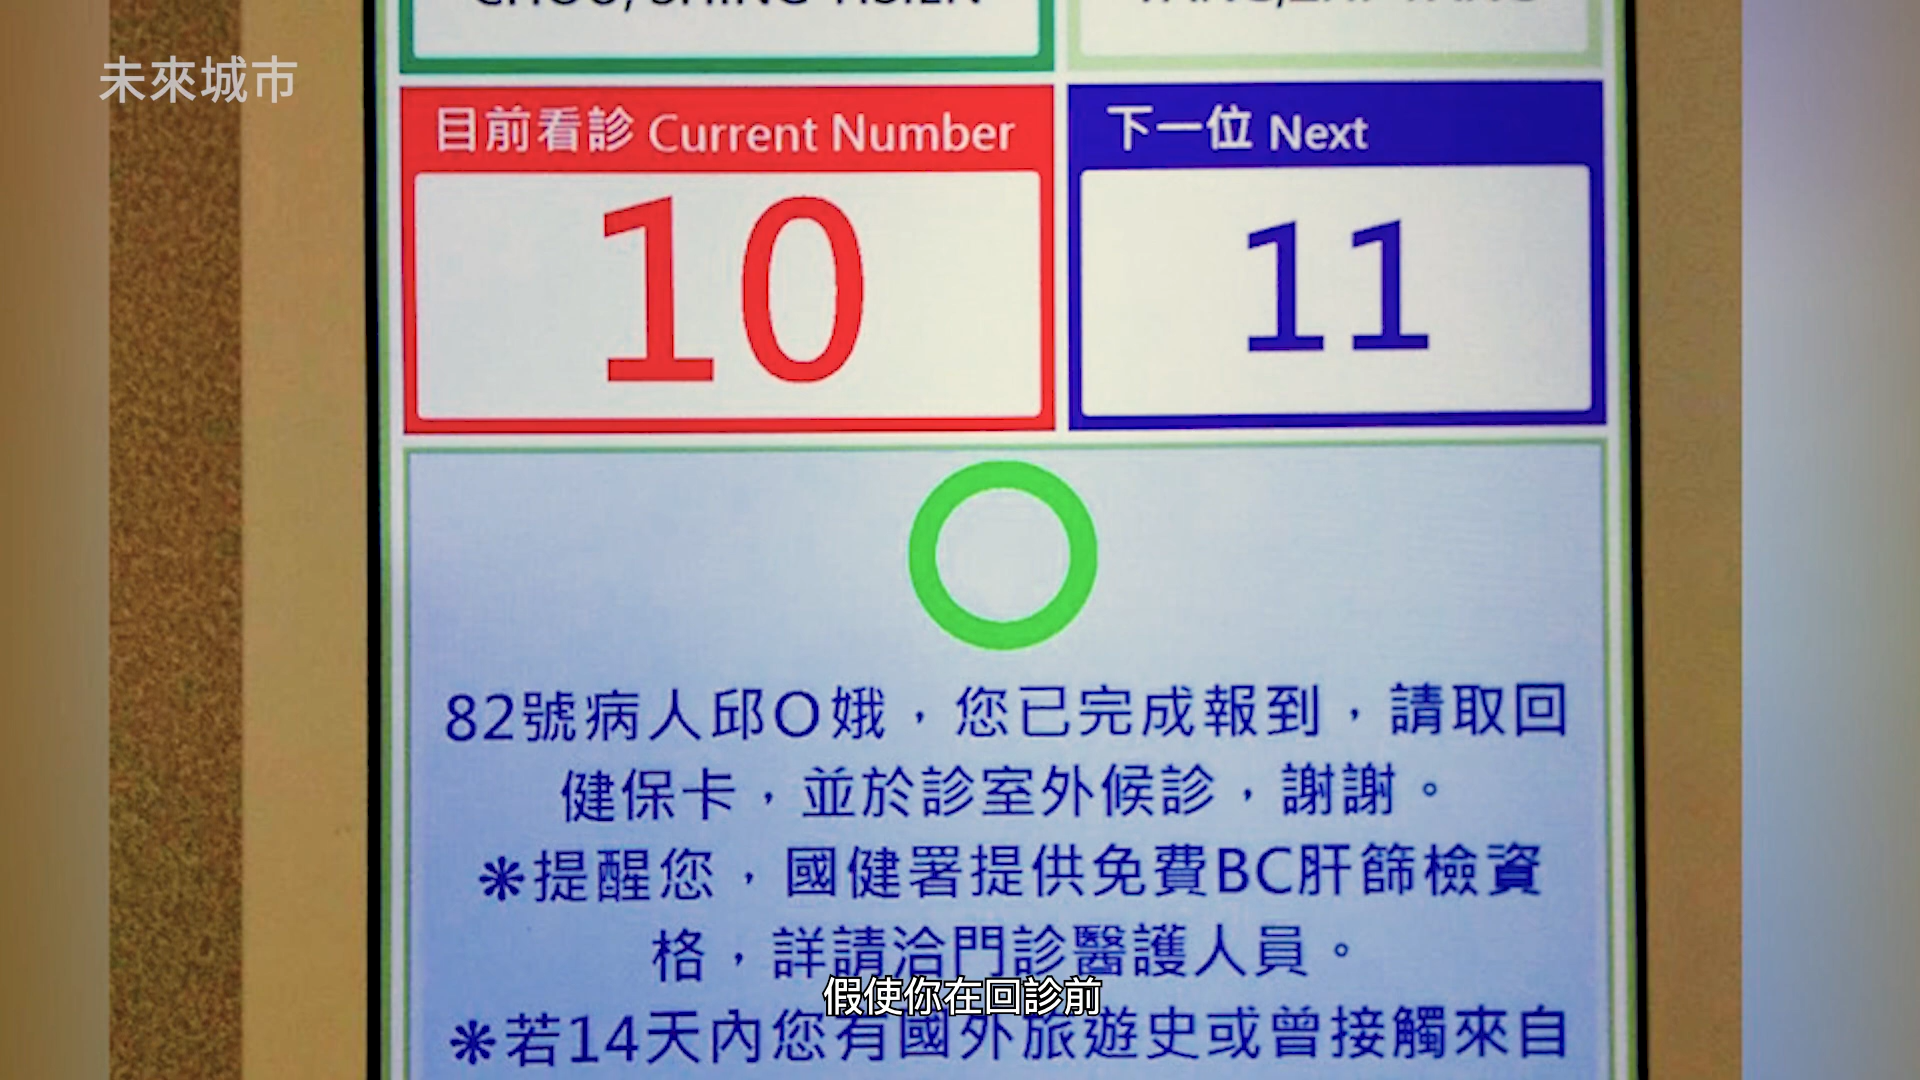 未來城市
目前看診 Current Number
下一位 Next
10
11
82號病人邱O娥，您已完成報到，請取回
健保卡，並於診室外候診，謝謝。
❋提醒您，國健署提供免費BC肝篩檢資
格，詳請洽門診醫護人員。
假使你在回診前
❋若14天內您有國外旅遊史或曾接觸來自